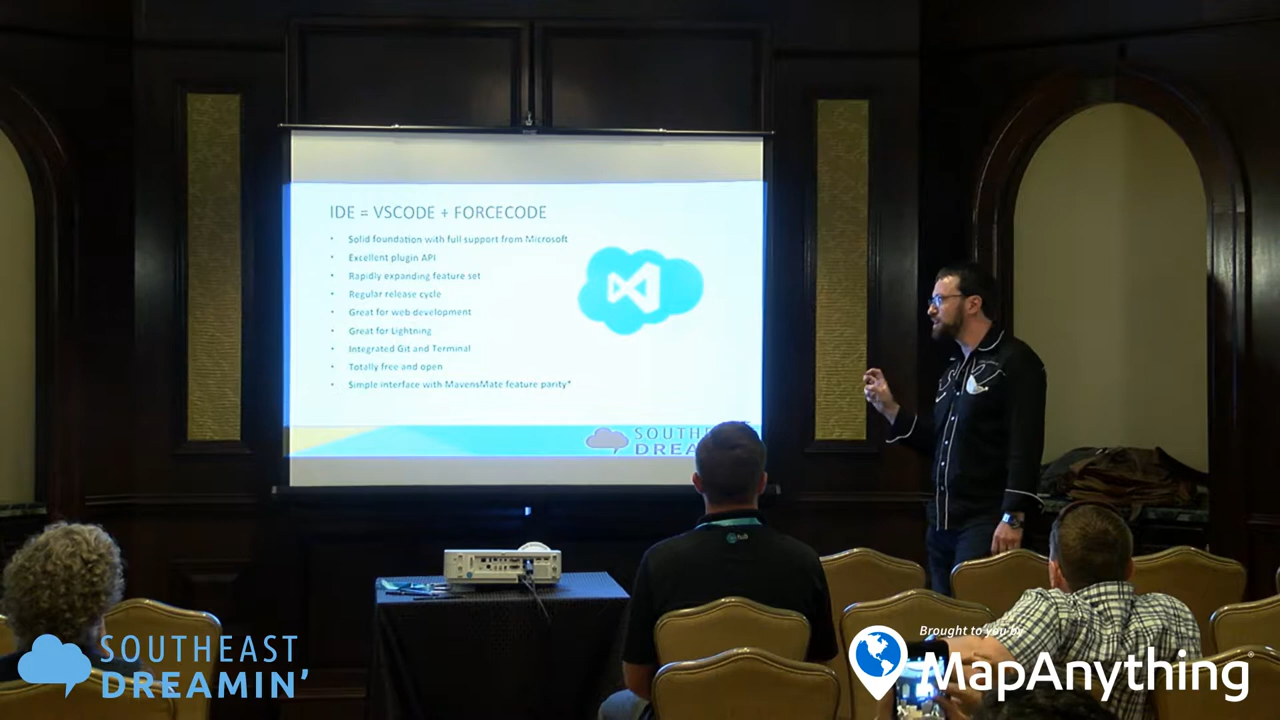 IDE = VSCODE + FORCECODE
• Solid foundation with full support from Microsoft
• Excellent plugin API
• Rapidly expanding feature set
• Regular release cycle
• Great for web development
• Great for Lightning
• Integrated Git and Terminal
• Totally free and open
• Simple interface with MavensMate feature parity*
SOUTH
DREA
SOUTHEAST
DREAMIN'
Brought to you by
MapAnything®